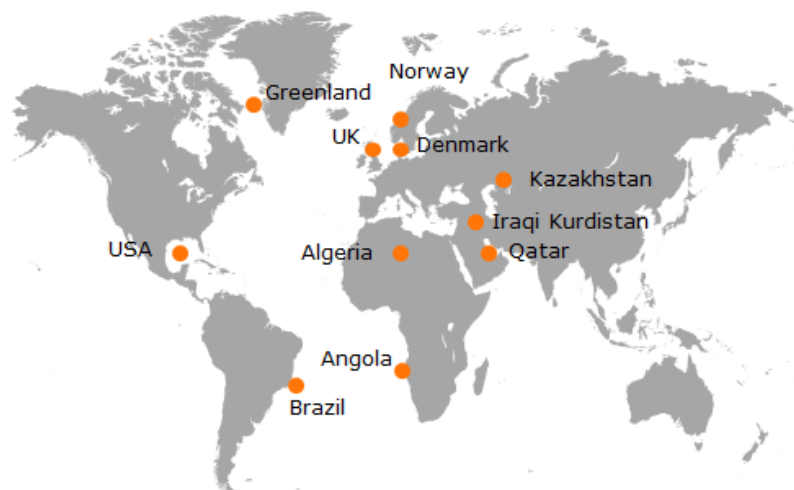 Norway
Greenland
UK
Denmark
Kazakhstan
Iraqi Kurdistan
USA
Algeria
Qatar
Angola
Brazil